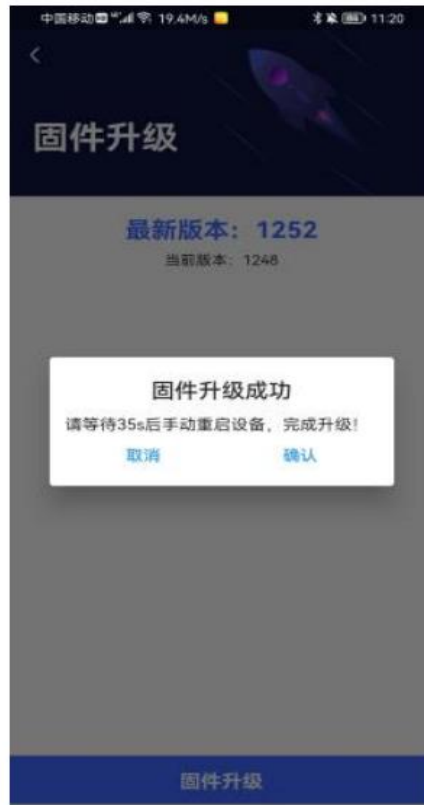 中国移动 19.4M/s 11:20
固件升级
最新版本：1252
当前版本：1248
固件升级成功
请等待35s后手动重启设备，完成升级！
取消 确认
固件升级